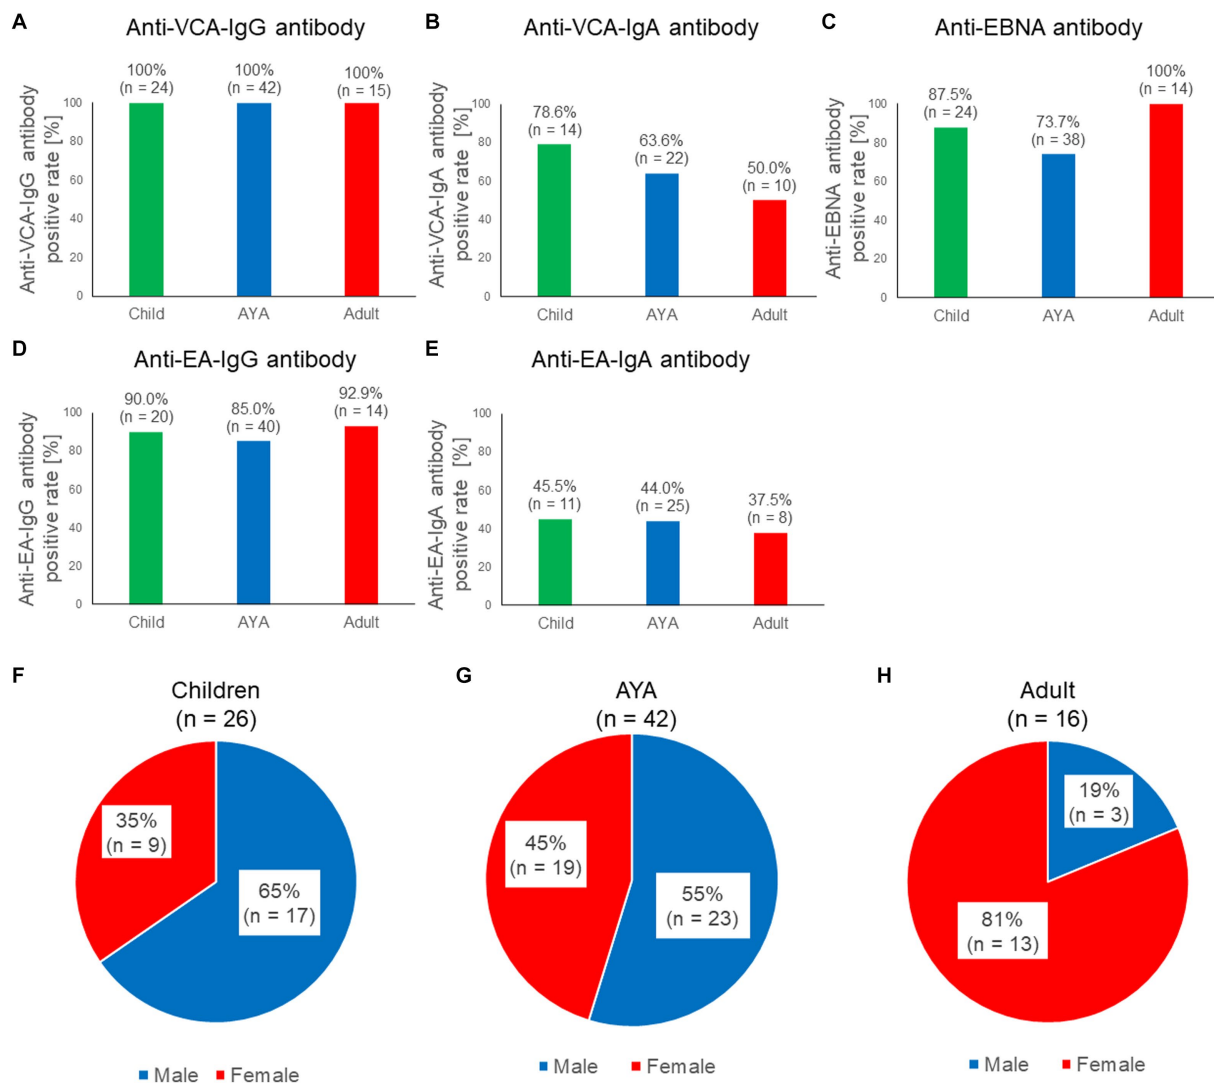 A
Anti-VCA-IgG antibody
Anti-VCA-IgG antibody
positive rate [%]
100
80
60
40
20
0
100%
(n = 24)
100%
(n = 42)
100%
(n = 15)
Child
AYA
Adult
B
Anti-VCA-IgA antibody
Anti-VCA-IgA antibody
positive rate [%]
100
80
60
40
20
0
78.6%
(n = 14)
63.6%
(n = 22)
50.0%
(n = 10)
Child
AYA
Adult
C
Anti-EBNA antibody
Anti-EBNA antibody
positive rate [%]
100
80
60
40
20
0
87.5%
(n = 24)
73.7%
(n = 38)
100%
(n = 14)
Child
AYA
Adult
D
Anti-EA-IgG antibody
Anti-EA-IgG antibody
positive rate [%]
100
80
60
40
20
0
90.0%
(n = 20)
85.0%
(n = 40)
92.9%
(n = 14)
Child
AYA
Adult
E
Anti-EA-IgA antibody
Anti-EA-IgA antibody
positive rate [%]
100
80
60
40
20
0
45.5%
(n = 11)
44.0%
(n = 25)
37.5%
(n = 8)
Child
AYA
Adult
F
Children
(n = 26)
35%
(n = 9)
65%
(n = 17)
Male Female
G
AYA
(n = 42)
45%
(n = 19)
55%
(n = 23)
Male Female
H
Adult
(n = 16)
19%
(n = 3)
81%
(n = 13)
Male Female